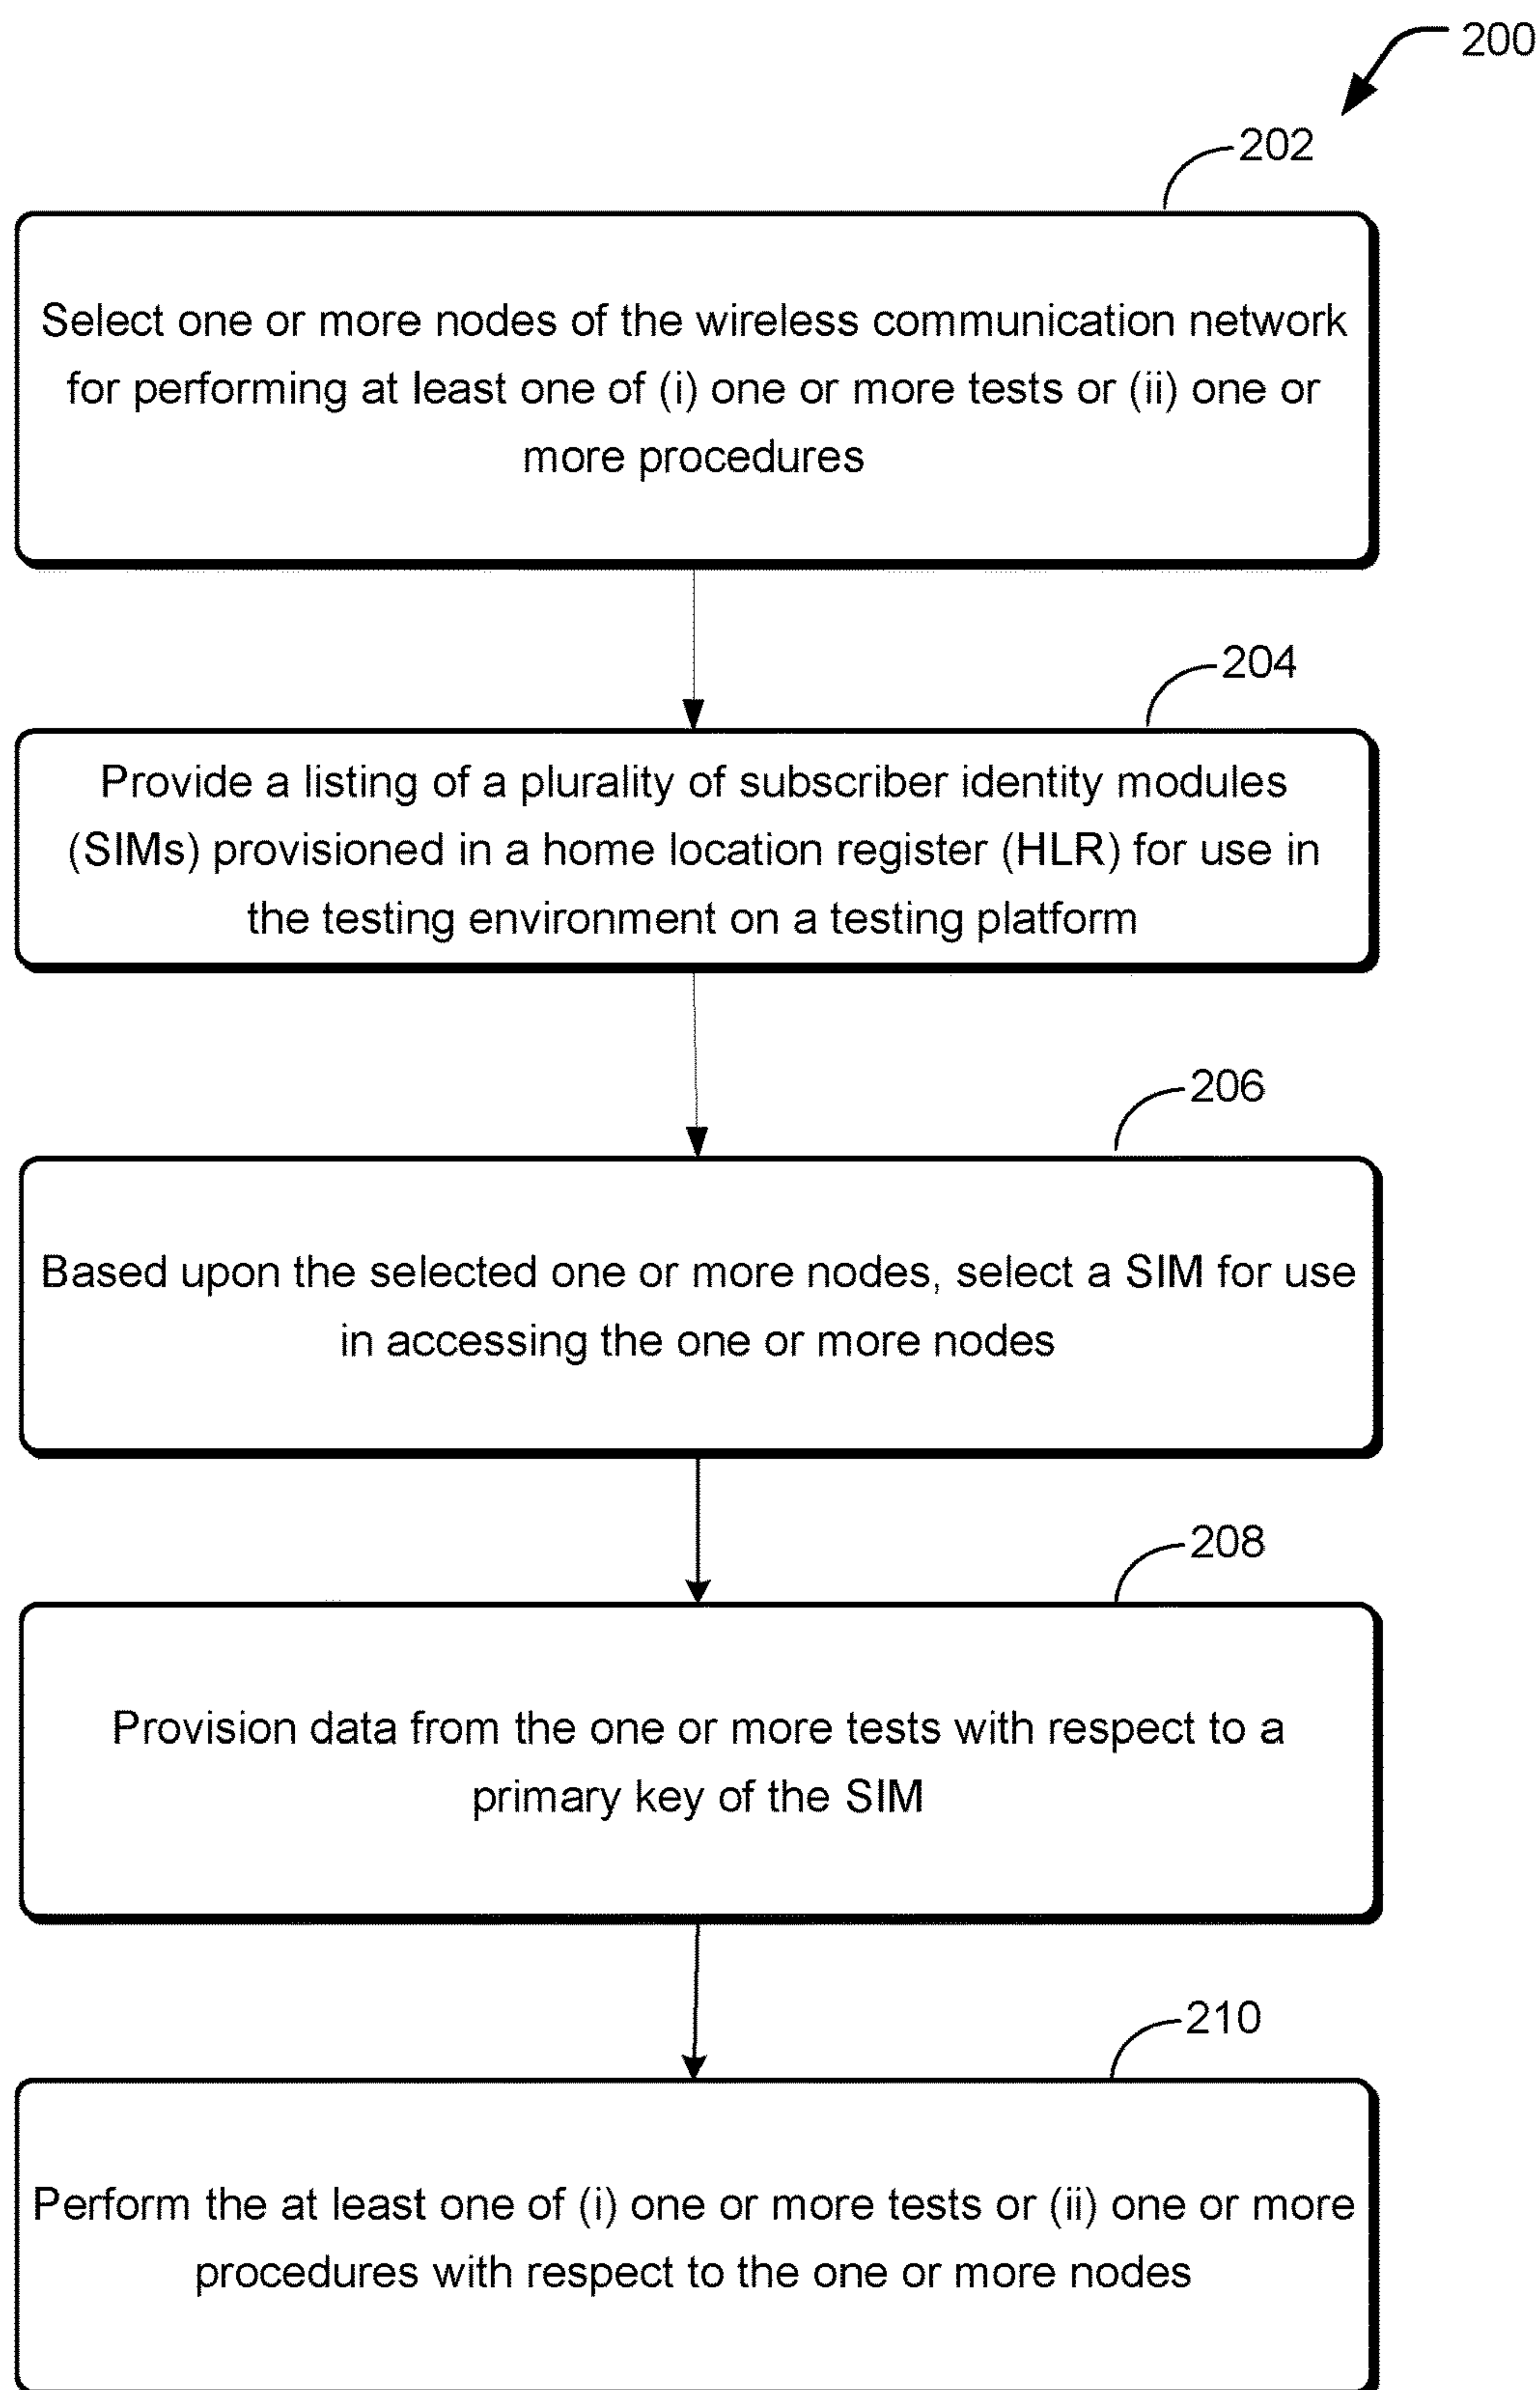 200
202
Select one or more nodes of the wireless communication network
for performing at least one of (i) one or more tests or (ii) one or
more procedures
204
Provide a listing of a plurality of subscriber identity modules
(SIMs) provisioned in a home location register (HLR) for use in
the testing environment on a testing platform
206
Based upon the selected one or more nodes, select a SIM for use
in accessing the one or more nodes
208
Provision data from the one or more tests with respect to a
primary key of the SIM
210
Perform the at least one of (i) one or more tests or (ii) one or more
procedures with respect to the one or more nodes